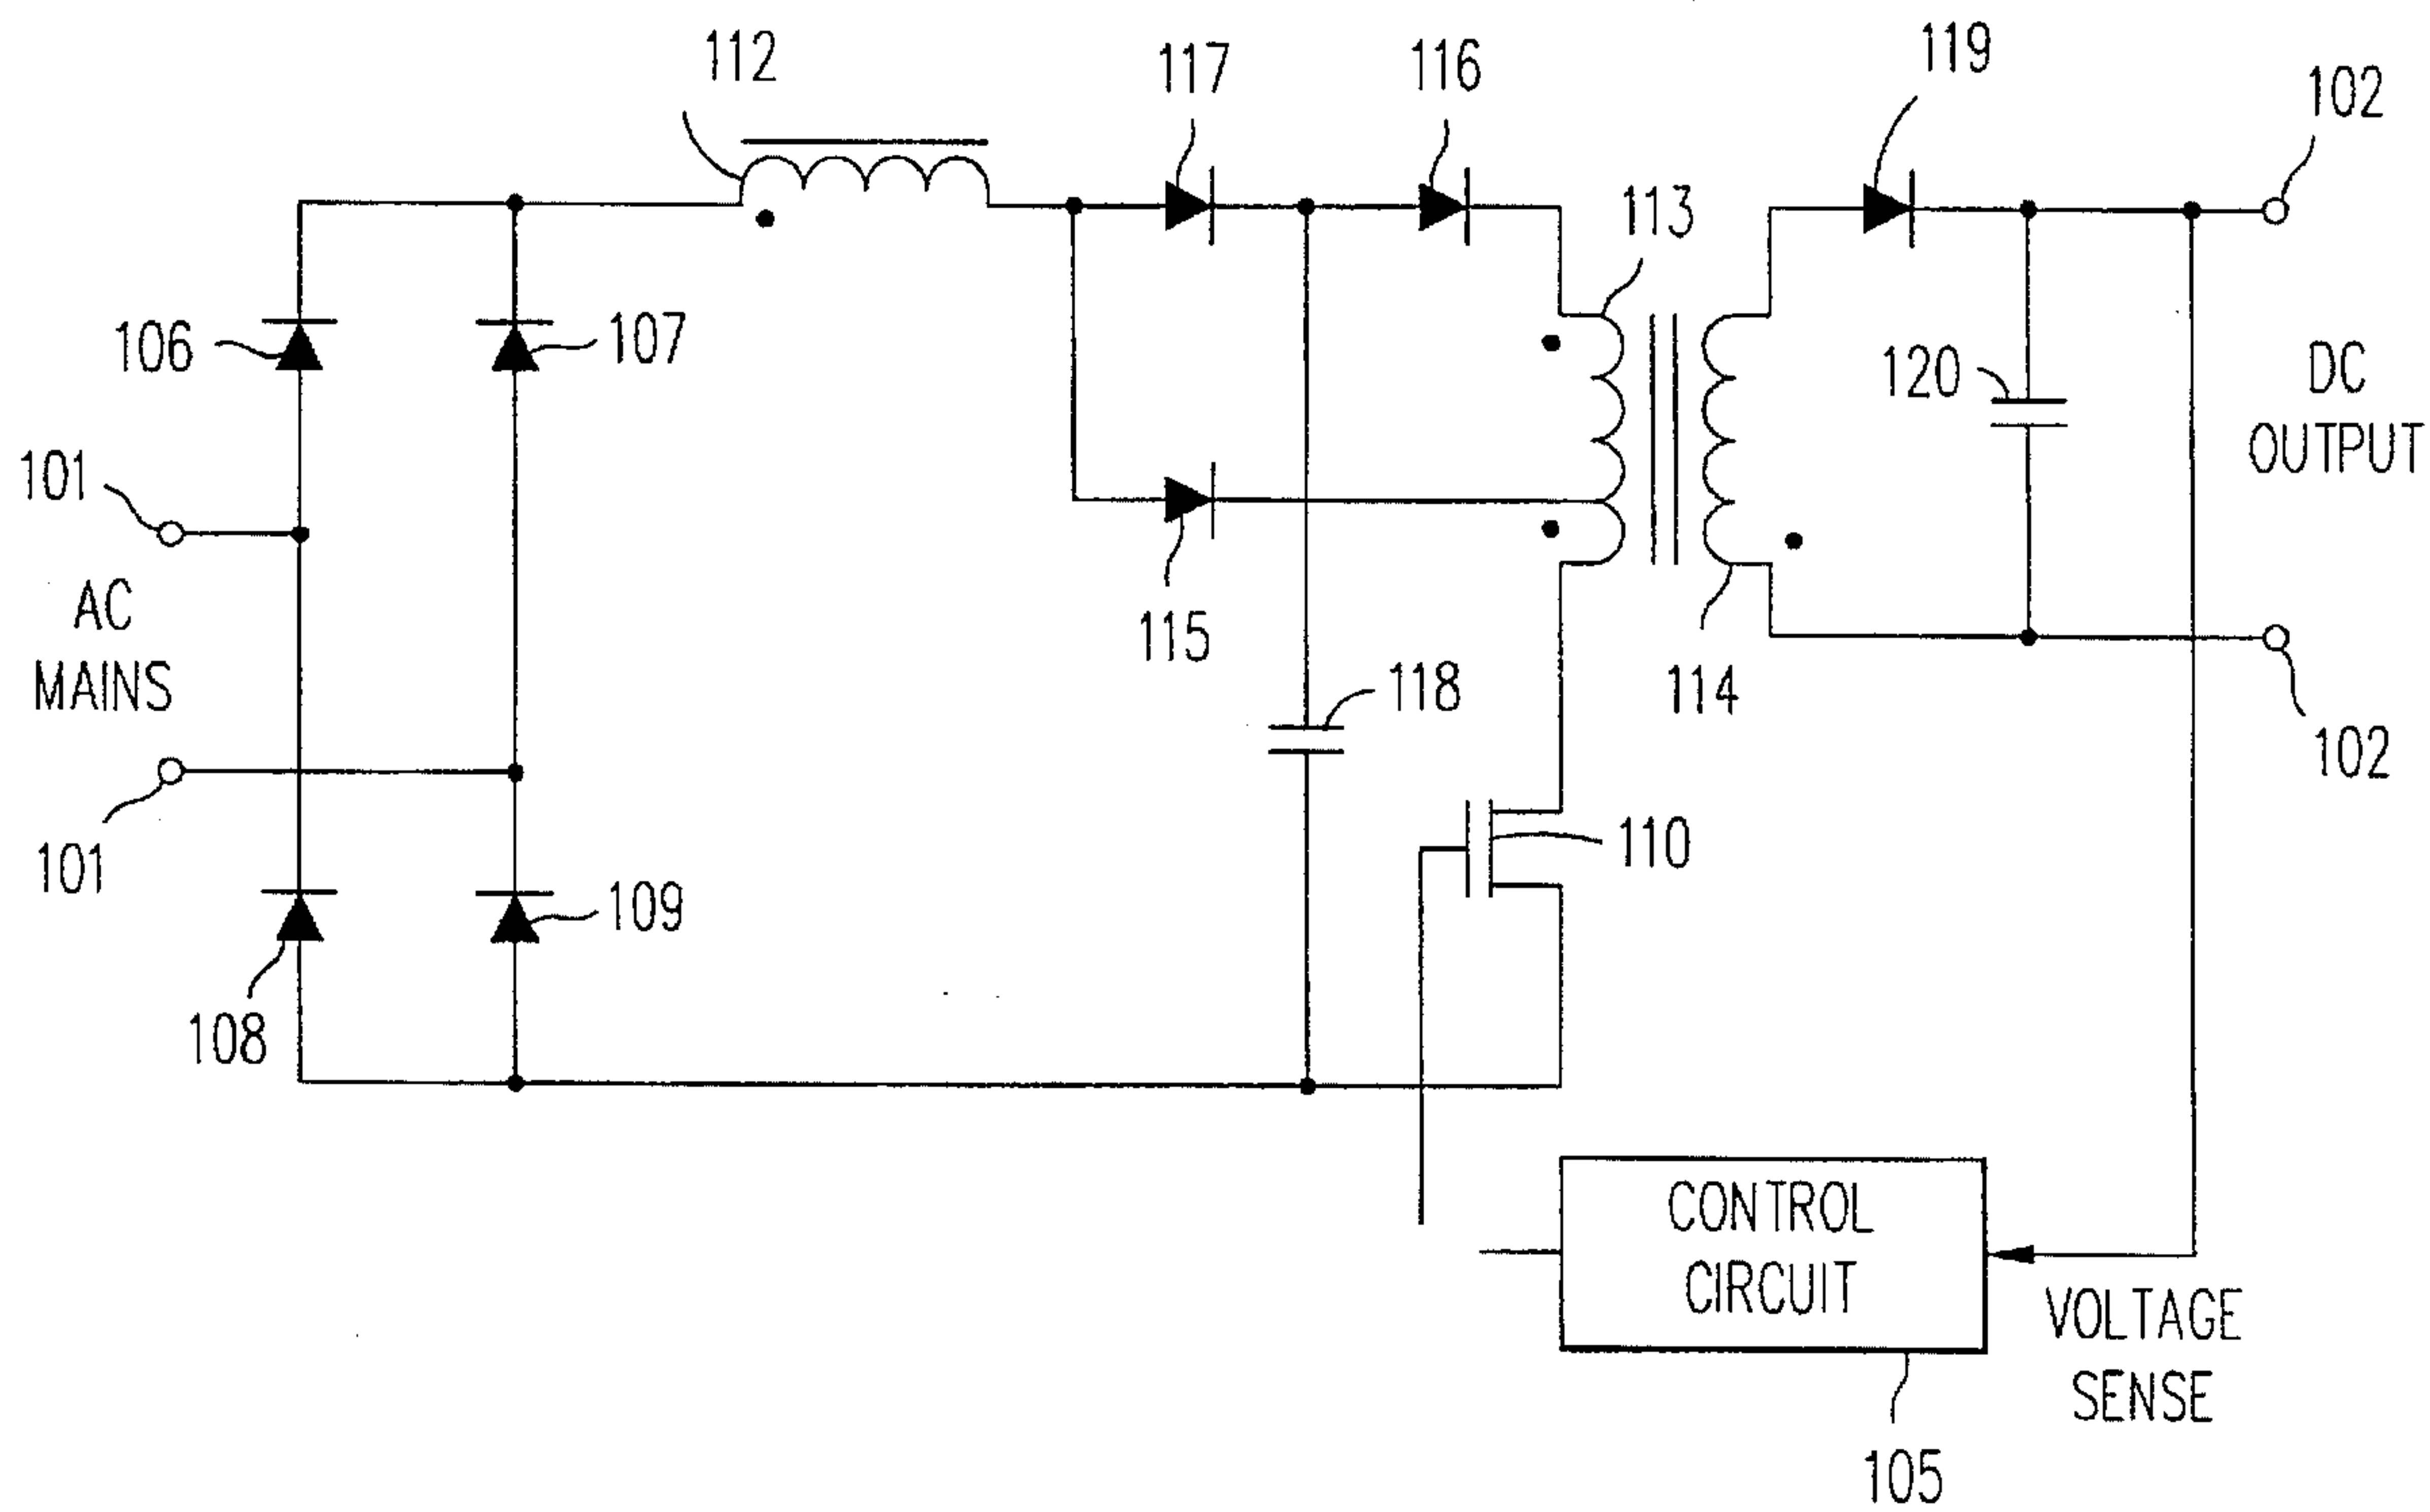 112
117
116
119
102
113
106
107
120
DC
OUTPUT
101
AC
MAINS
115
118
114
102
101
110
109
108
CONTROL
CIRCUIT
VOLTAGE
SENSE
105